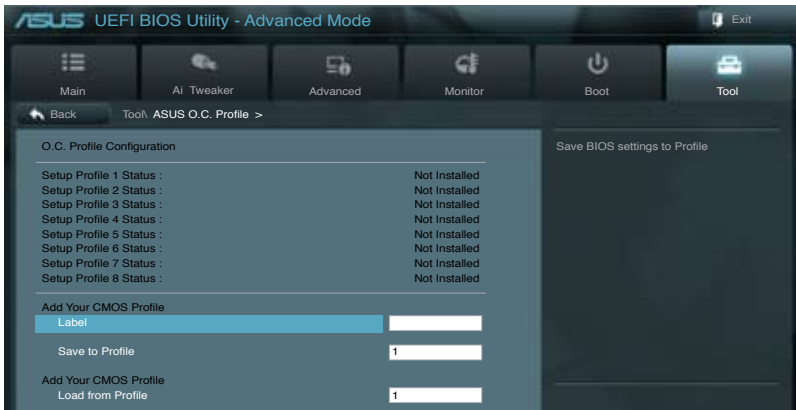 ASUS UEFI BIOS Utility - Advanced Mode
Exit
Main
Ai Tweaker
Advanced
Monitor
Boot
Tool
Back
Tool\ ASUS O.C. Profile >
O.C. Profile Configuration
Save BIOS settings to Profile
Setup Profile 1 Status : Not Installed
Setup Profile 2 Status : Not Installed
Setup Profile 3 Status : Not Installed
Setup Profile 4 Status : Not Installed
Setup Profile 5 Status : Not Installed
Setup Profile 6 Status : Not Installed
Setup Profile 7 Status : Not Installed
Setup Profile 8 Status : Not Installed
Add Your CMOS Profile
Label
Save to Profile 1
Add Your CMOS Profile
Load from Profile 1